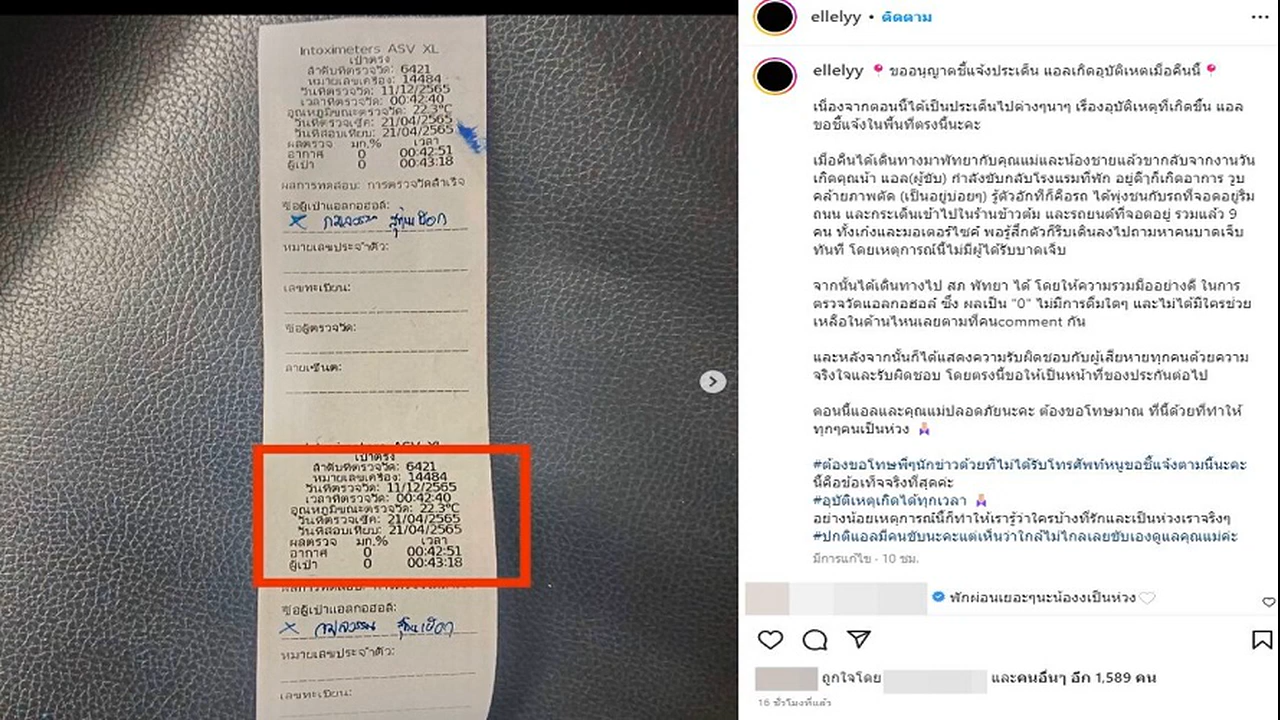 Intoximeters ASV XL
เป่าตรง
ลำดับที่ตรวจวัด: 6421
หมายเลขเครื่อง: 14484
วันที่ตรวจวัด: 11/12/2565
เวลาที่ตรวจวัด: 00:42:40
อุณหภูมิขณะตรวจวัด: 22.3°C
วันที่ตรวจเช็ค: 21/04/2565
วันที่สอบเทียบ: 21/04/2565
ผลตรวจ มก.% เวลา
อากาศ 0 00:42:51
ผู้เป่า 0 00:43:18
ผลการทดสอบ: การตรวจวัดสำเร็จ
ชื่อผู้เป่าแอลกอฮอล์:
หมายเลขประจำตัว:
เลขทะเบียน:
ชื่อผู้ตรวจวัด:
ลายเซ็นต์:
Intoximeters ASV XL
เป่าตรง
ลำดับที่ตรวจวัด: 6421
หมายเลขเครื่อง: 14484
วันที่ตรวจวัด: 11/12/2565
เวลาที่ตรวจวัด: 00:42:40
อุณหภูมิขณะตรวจวัด: 22.3°C
วันที่ตรวจเช็ค: 21/04/2565
วันที่สอบเทียบ: 21/04/2565
ผลตรวจ มก.% เวลา
อากาศ 0 00:42:51
ผู้เป่า 0 00:43:18
ผลการทดสอบ: การตรวจวัดสำเร็จ
ชื่อผู้เป่าแอลกอฮอล์:
หมายเลขประจำตัว:
เลขทะเบียน:
ellelyy • ติดตาม
ellelyy 📍 ขออนุญาตชี้แจ้งประเด็น แอลเกิดอุบัติเหตเมื่อคืนนี้ 📍
เนื่องจากตอนนี้ได้เป็นประเด็นไปต่างๆนาๆ เรื่องอุบัติเหตุที่เกิดขึ้น แอล
ขอชี้แจ้งในพื้นที่ตรงนี้นะคะ
เมื่อคืนได้เดินทางมาพัทยากับคุณแม่และน้องชายแล้วขากลับจากงานวัน
เกิดคุณน้า แอล(ผู้ขับ) กำลังขับกลับโรงแรมที่พัก อยู่ดีๆก็เกิดอาการ วูบ
คล้ายภาพตัด (เป็นอยู่บ่อยๆ) รู้ตัวอีกทีก็คือรถ ได้พุ่งชนกับรถที่จอดอยู่ริม
ถนน และกระเด็นเข้าไปในร้านข้าวต้ม และรถยนต์ที่จอดอยู่ รวมแล้ว 9
คน ทั้งเก๋งและมอเตอร์ไซค์ พอรู้สึกตัวก็รีบเดินลงไปถามหาคนบาดเจ็บ
ทันที โดยเหตุการณ์นี้ไม่มีผู้ได้รับบาดเจ็บ
จากนั้นได้เดินทางไป สภ พัทยา ได้ โดยให้ความรวมมืออย่างดี ในการ
ตรวจวัดแอลกอฮอล์ ซึ่ง ผลเป็น "0" ไม่มีการดื่มใดๆ และไม่ได้มีใครช่วย
เหลือในด้านไหนเลยตามที่คนcomment กัน
และหลังจากนั้นก็ได้แสดงความรับผิดชอบกับผู้เสียหายทุกคนด้วยความ
จริงใจและรับผิดชอบ โดยตรงนี้ขอให้เป็นหน้าที่ของประกันต่อไป
ตอนนี้แอลและคุณแม่ปลอดภัยนะคะ ต้องขอโทษมาณ ที่นี้ด้วยที่ทำให้
ทุกๆคนเป็นห่วง
#ต้องขอโทษพี่ๆนักข่าวด้วยที่ไม่ได้รับโทรศัพท์หนูขอชี้แจ้งตามนี้นะคะ
นี้คือข้อเท็จจริงที่สุดค่ะ
#อุบัติเหตุเกิดได้ทุกเวลา
อย่างน้อยเหตุการณ์นี้ก็ทำให้เรารู้ว่าใครบ้างที่รักและเป็นห่วงเราจริงๆ
#ปกติแอลมีคนขับนะคะแต่เห็นว่าใกล้ไม่ไกลเลยขับเองดูแลคุณแม่ค่ะ
มีการแก้ไข · 10 ชม.
พักผ่อนเยอะๆนะน้องงเป็นห่วง
ถูกใจโดย และคนอื่นๆ อีก 1,589 คน
16 ชั่วโมงที่แล้ว